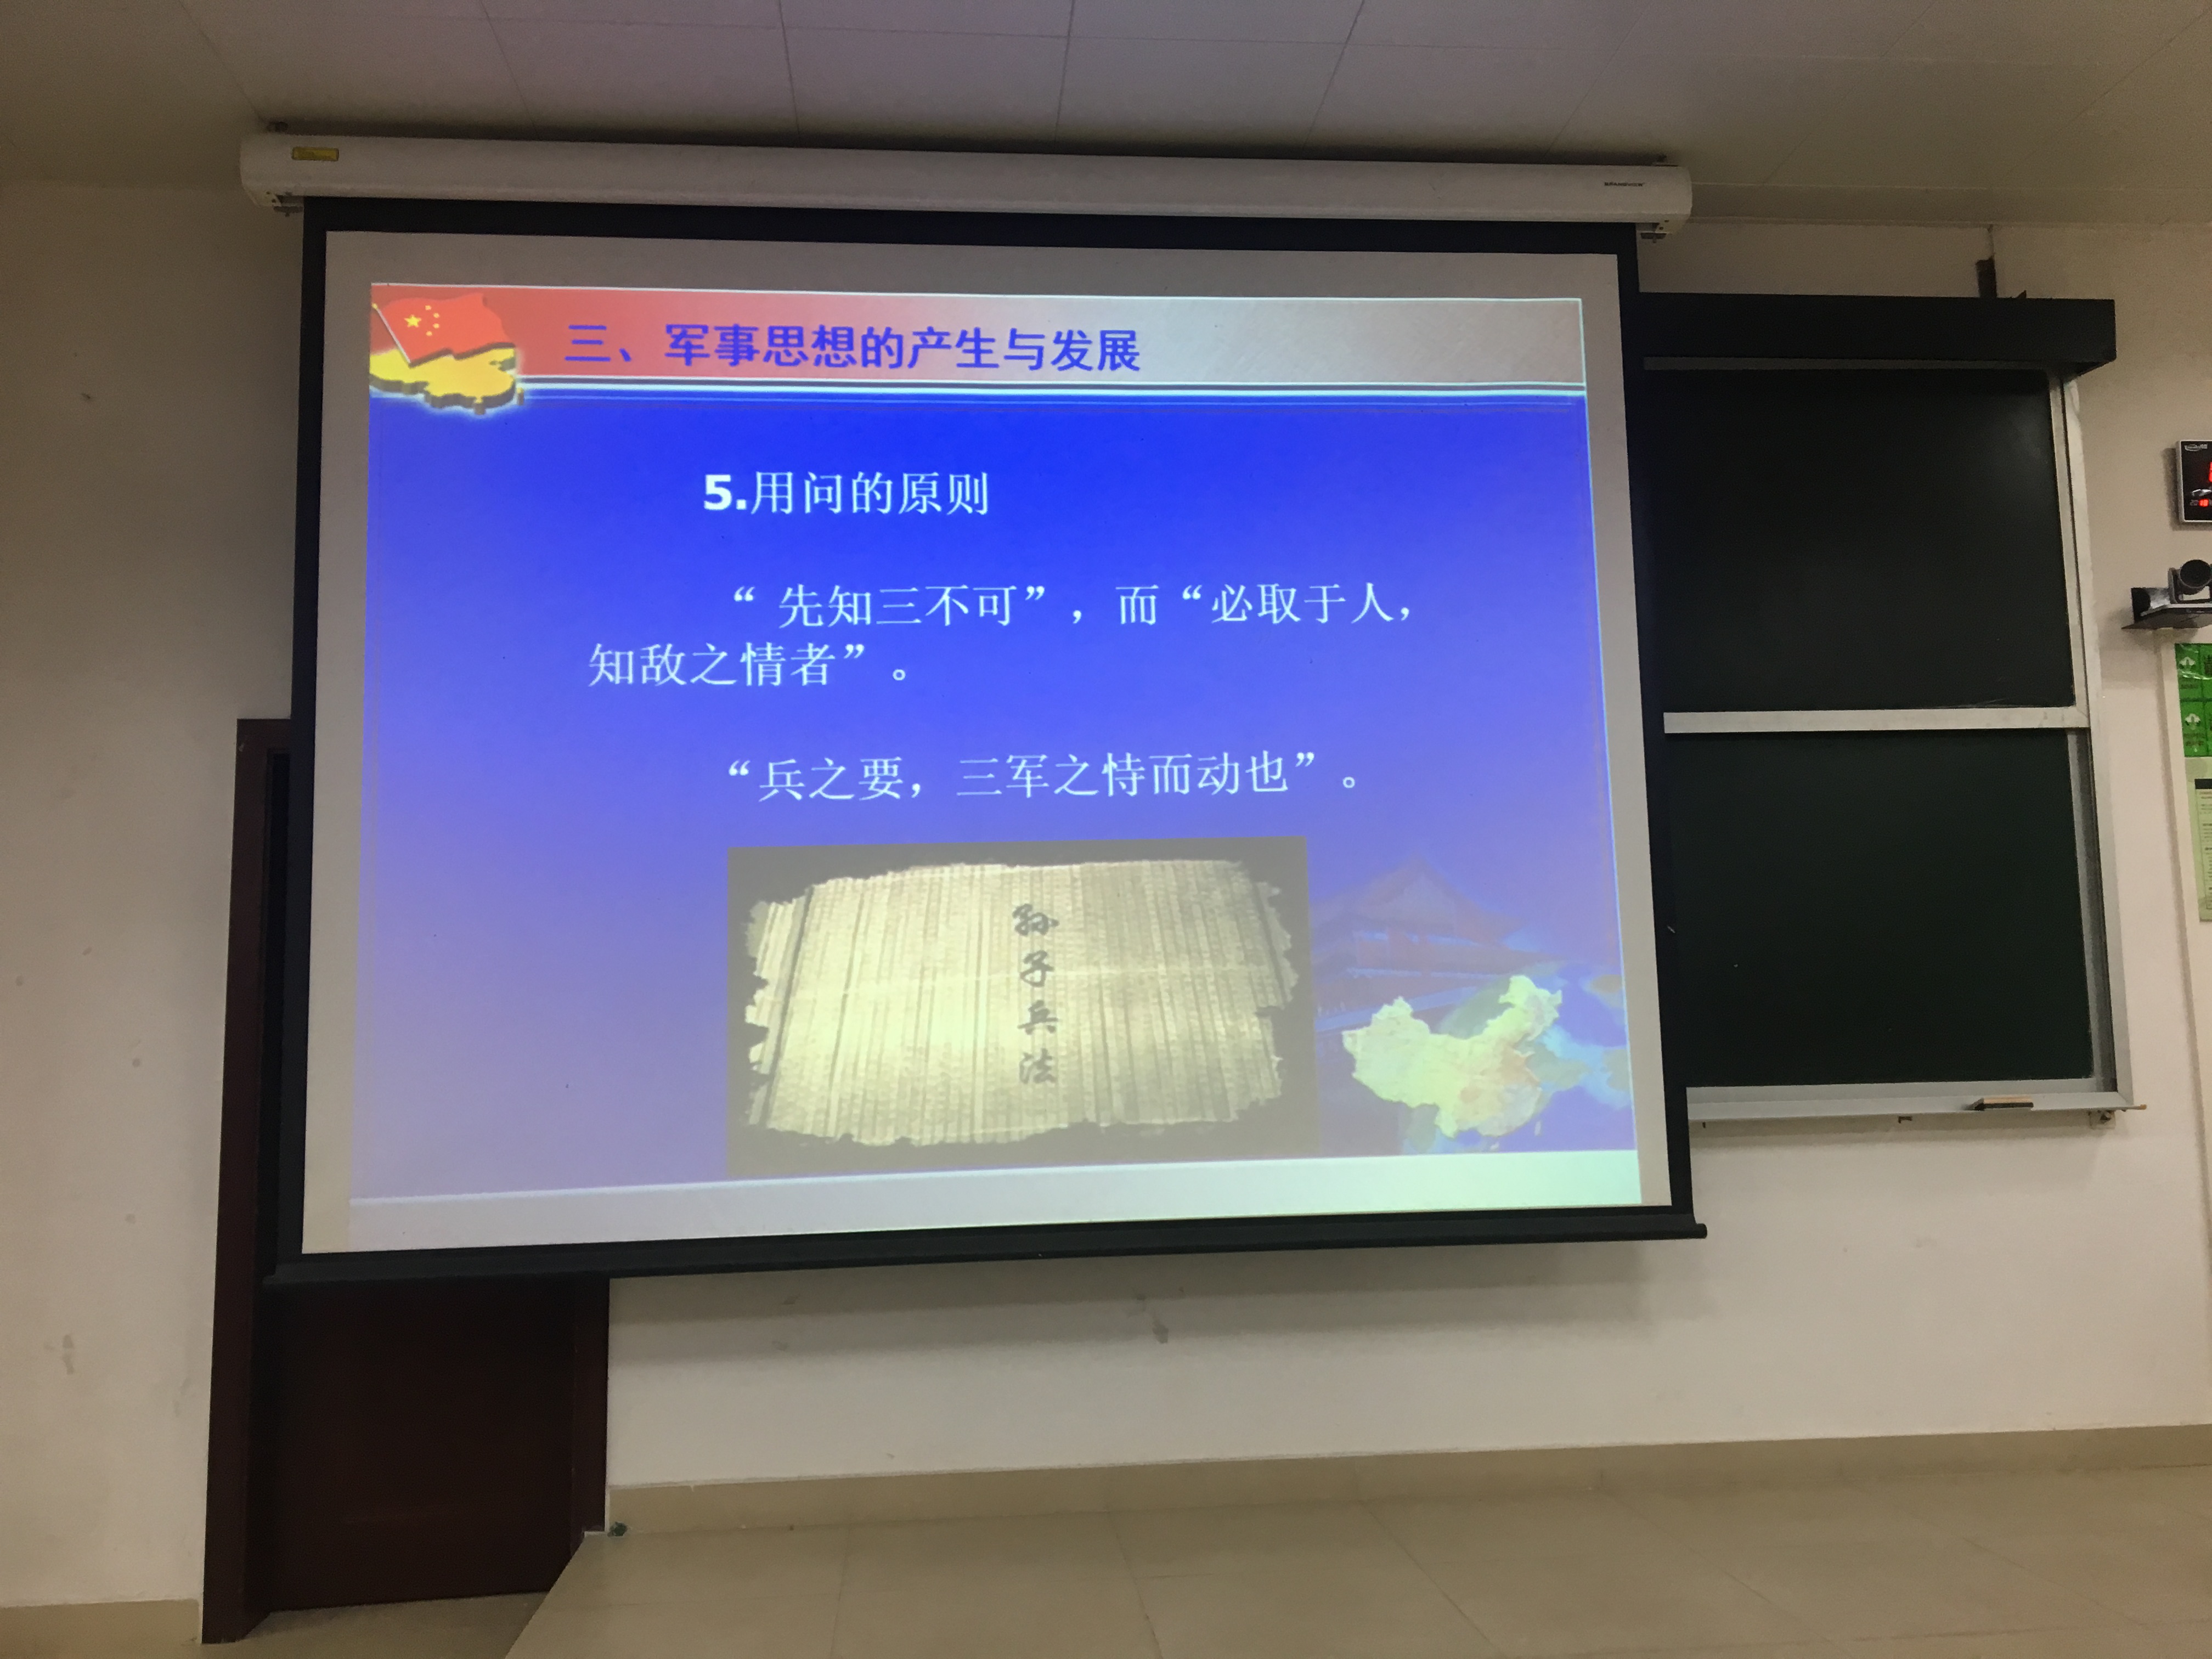 三、军事思想的产生与发展
5.用问的原则
“ 先知三不可”，而“必取于人，
知敌之情者”。
“兵之要，三军之恃而动也”。
孙
子
兵
法